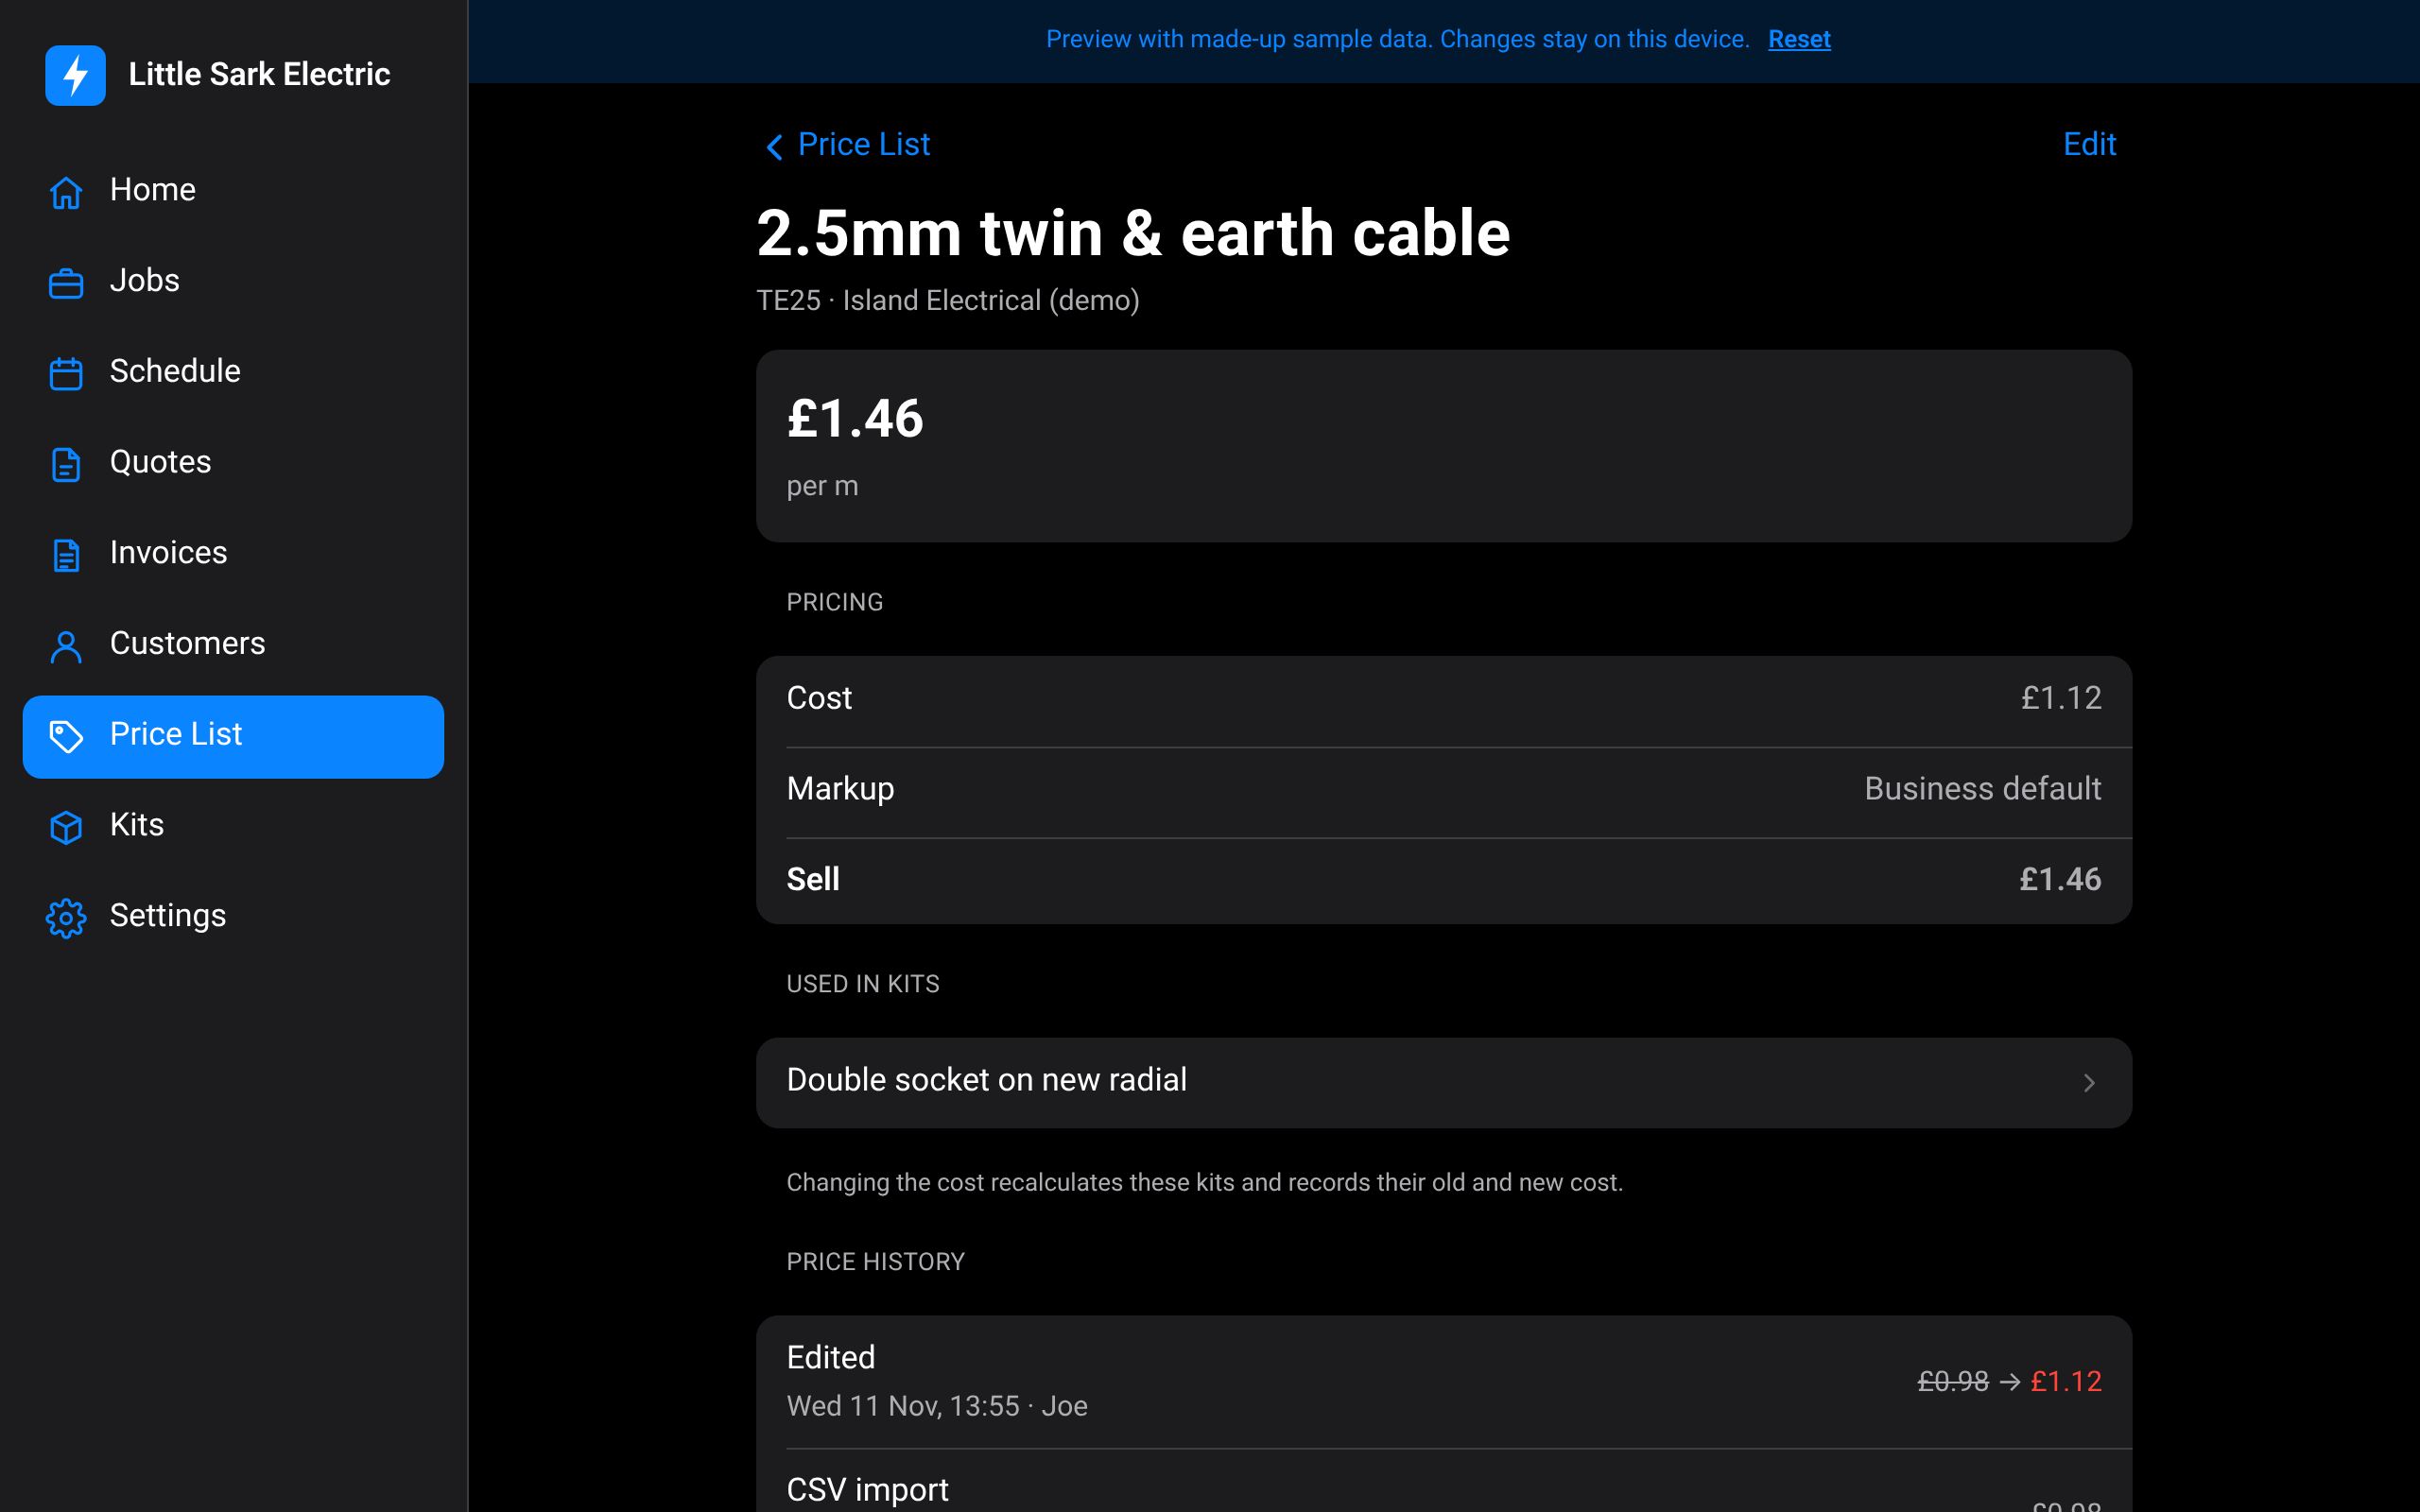 Little Sark Electric
Home
Jobs
Schedule
Quotes
Invoices
Customers
Price List
Kits
Settings
Preview with made-up sample data. Changes stay on this device. Reset
Price List
Edit
2.5mm twin & earth cable
TE25 · Island Electrical (demo)
£1.46
per m
PRICING
Cost £1.12
Markup Business default
Sell £1.46
USED IN KITS
Double socket on new radial
Changing the cost recalculates these kits and records their old and new cost.
PRICE HISTORY
Edited
Wed 11 Nov, 13:55 · Joe
£0.98 → £1.12
CSV import
£0.98